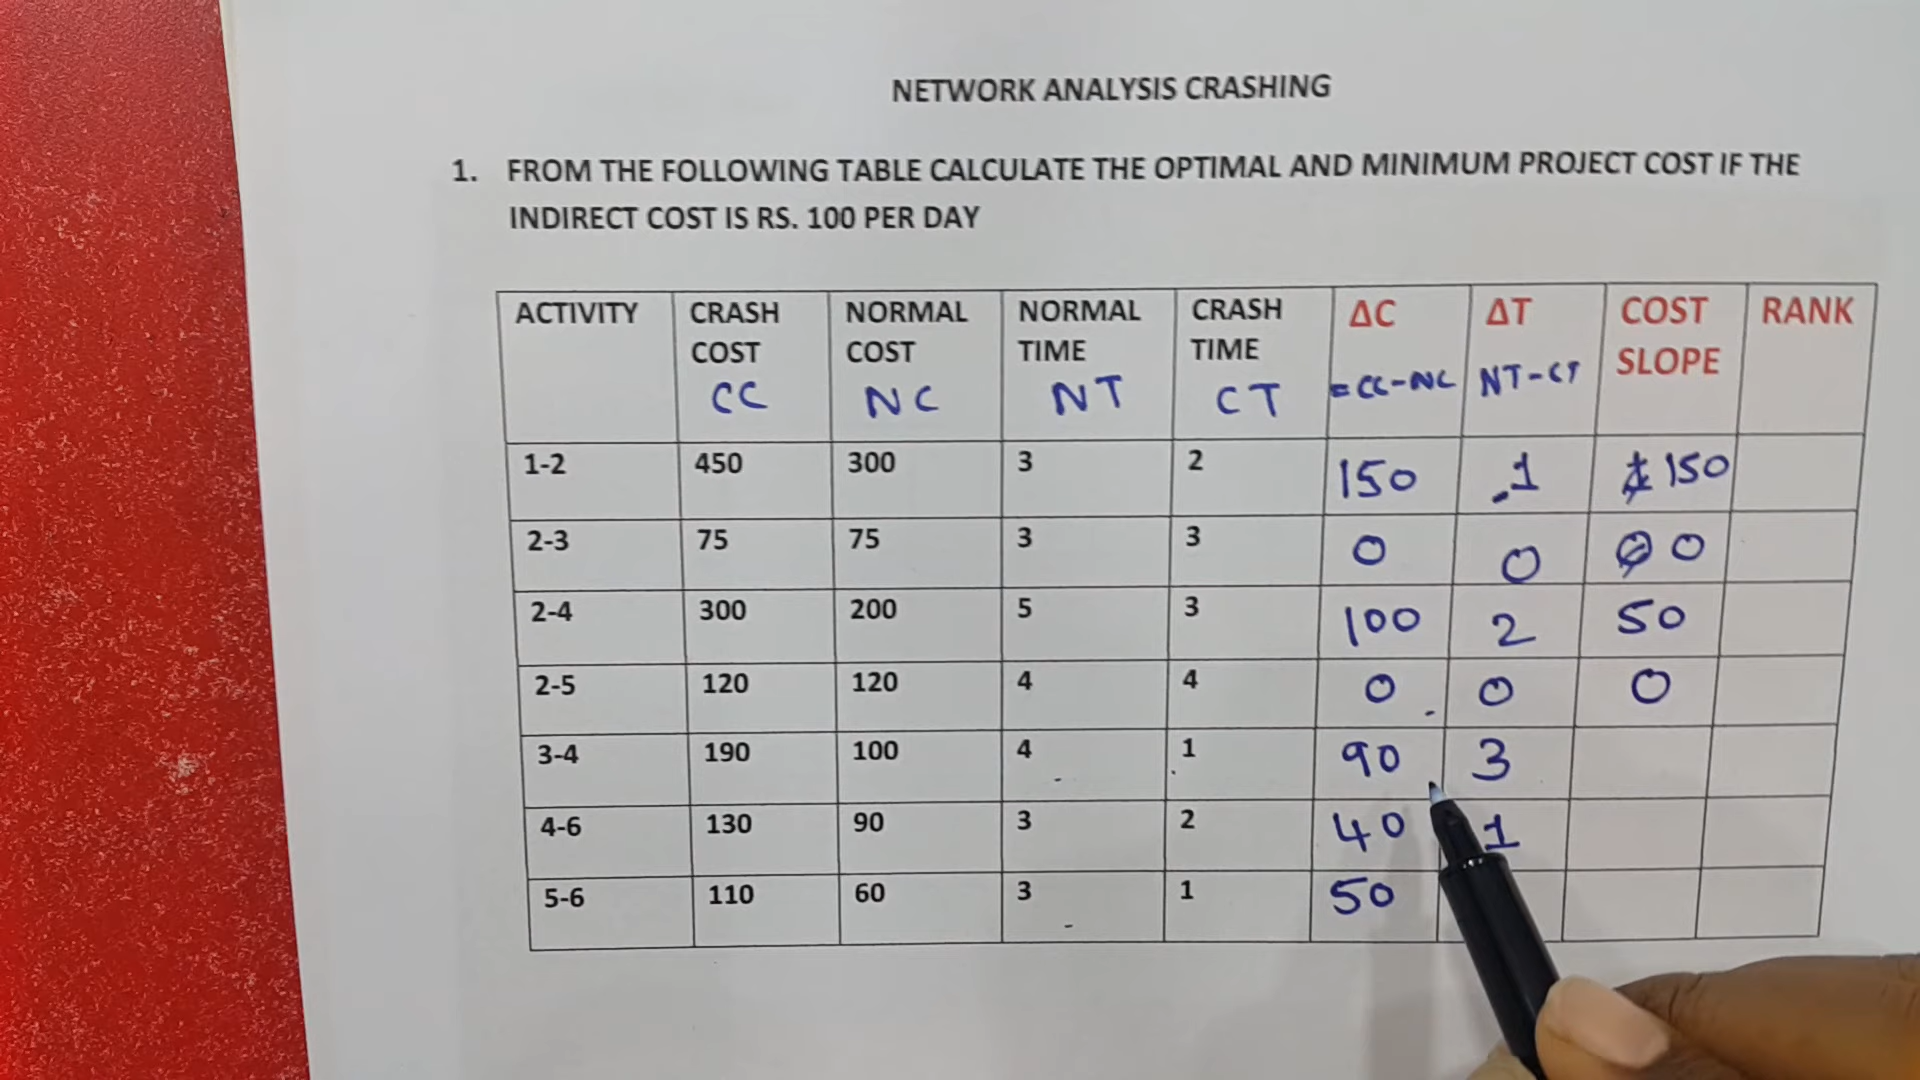 NETWORK ANALYSIS CRASHING
1. FROM THE FOLLOWING TABLE CALCULATE THE OPTIMAL AND MINIMUM PROJECT COST IF THE
INDIRECT COST IS RS. 100 PER DAY
ACTIVITY CRASH COST CC NORMAL COST NC NORMAL TIME NT CRASH TIME CT ΔC =CC-NC ΔT NT-CT COST SLOPE RANK
1-2 450 300 3 2 150 1 150
2-3 75 75 3 3 0 0 0
2-4 300 200 5 3 100 2 50
2-5 120 120 4 4 0 0 0
3-4 190 100 4 1 90 3
4-6 130 90 3 2 40 1
5-6 110 60 3 1 50